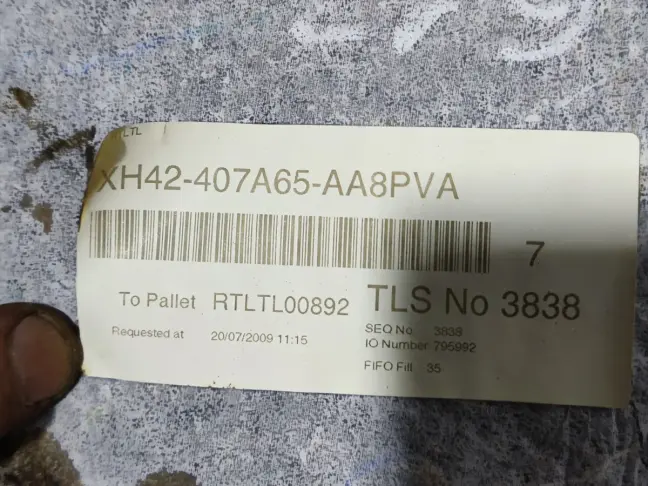 LTL
XH42-407A65-AA8PVA
7
To Pallet RTLTL00892 TLS No 3838
SEQ No. 3838
Requested at 20/07/2009 11:15
IO Number 795992
FIFO Fill 35